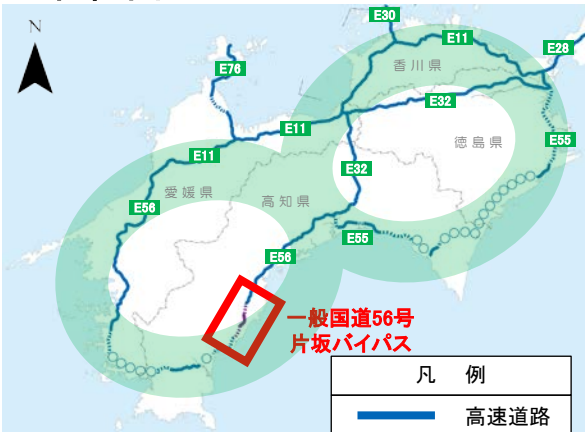 N
E30
E11
E28
E76
香川県
E32
E11
徳島県
E55
E11
E32
愛媛県
高知県
E56
E55
E56
一般国道56号
片坂バイパス
凡 例
高速道路